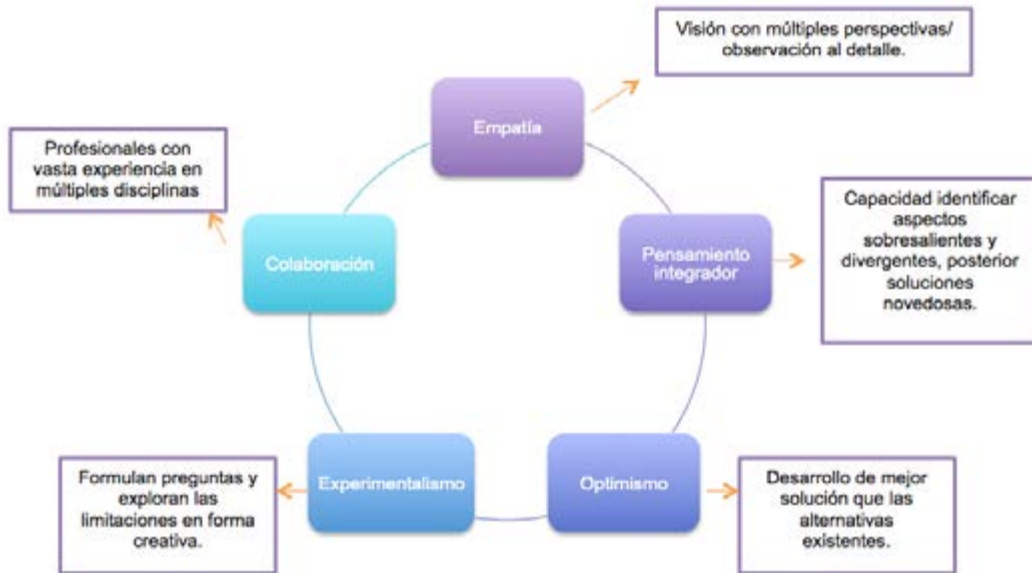 Visión con múltiples perspectivas/
observación al detalle.
Empatía
Profesionales con
vasta experiencia en
múltiples disciplinas
Colaboración
Pensamiento
integrador
Capacidad identificar
aspectos
sobresalientes y
divergentes, posterior
soluciones
novedosas.
Formulan preguntas y
exploran las
limitaciones en forma
creativa.
Experimentalismo
Optimismo
Desarrollo de mejor
solución que las
alternativas
existentes.